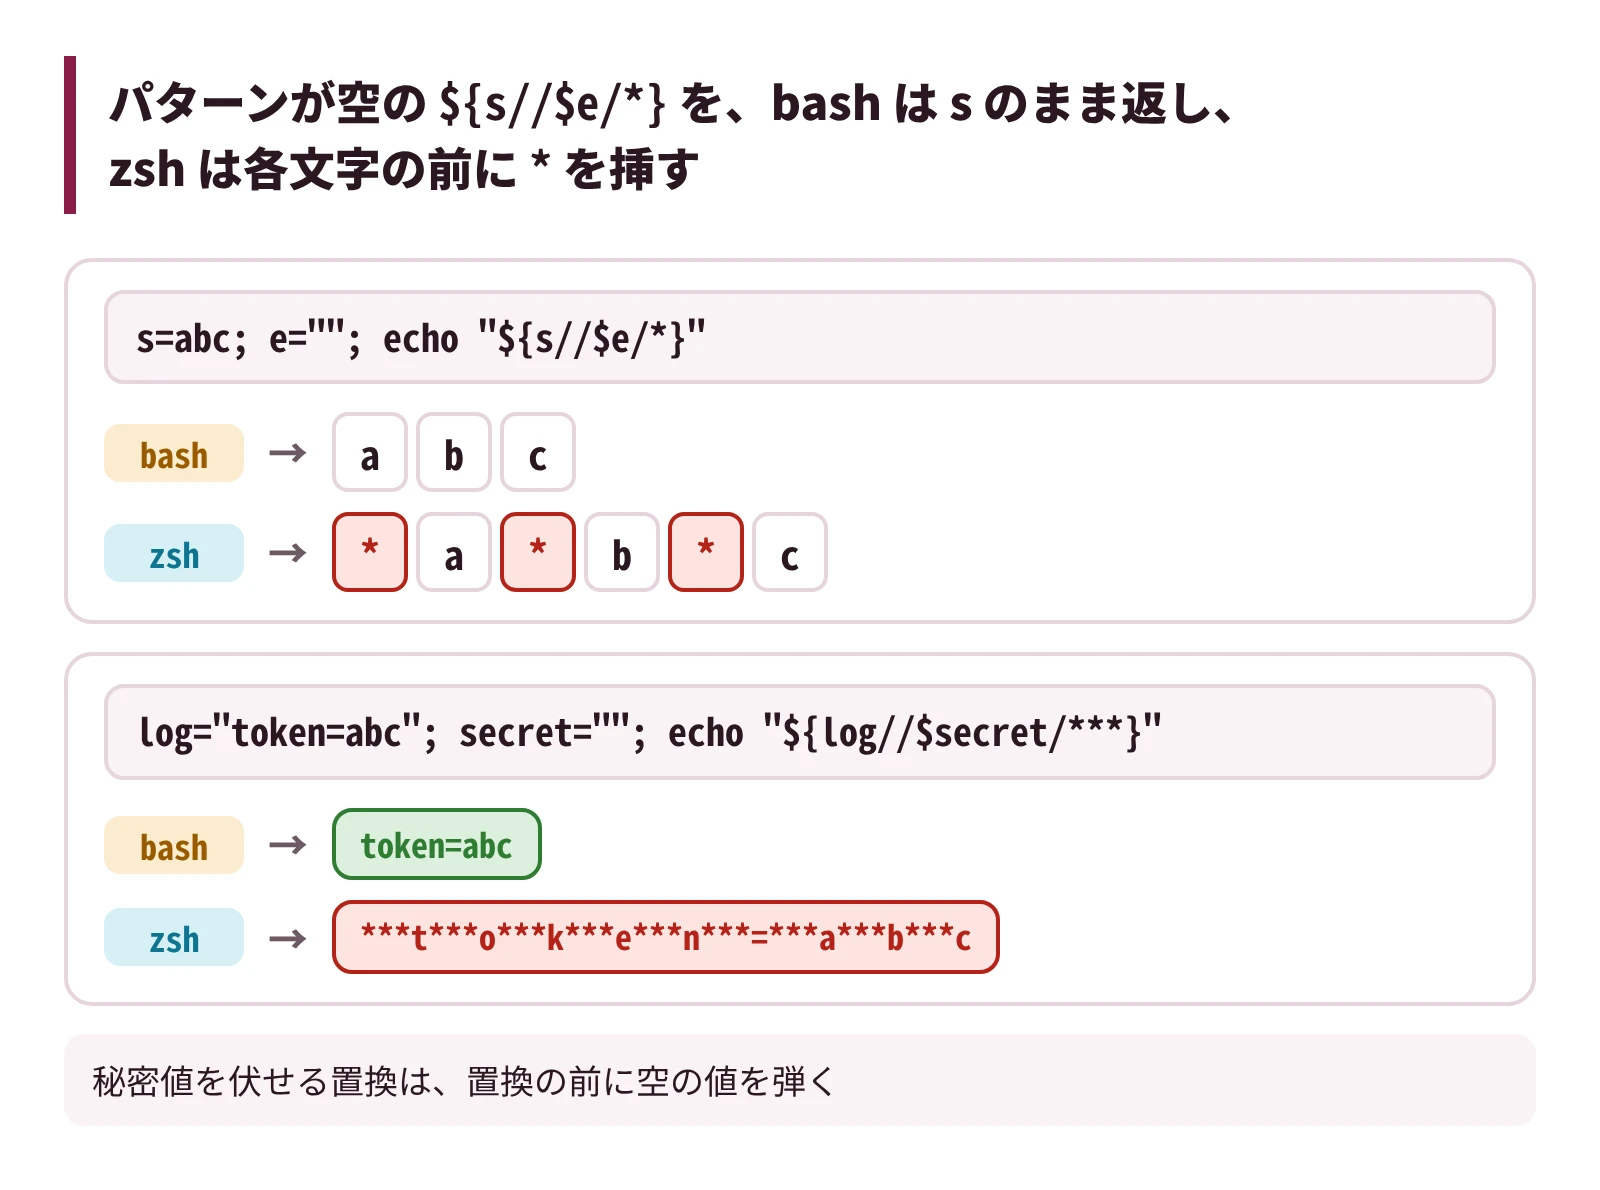 パターンが空の ${s//$e/*} を、bash は s のまま返し、
zsh は各文字の前に * を挿す
s=abc; e=""; echo "${s//$e/*}"
bash → a b c
zsh → * a * b * c
log="token=abc"; secret=""; echo "${log//$secret/***}"
bash → token=abc
zsh → ***t***o***k***e***n***=***a***b***c
秘密値を伏せる置換は、置換の前に空の値を弾く